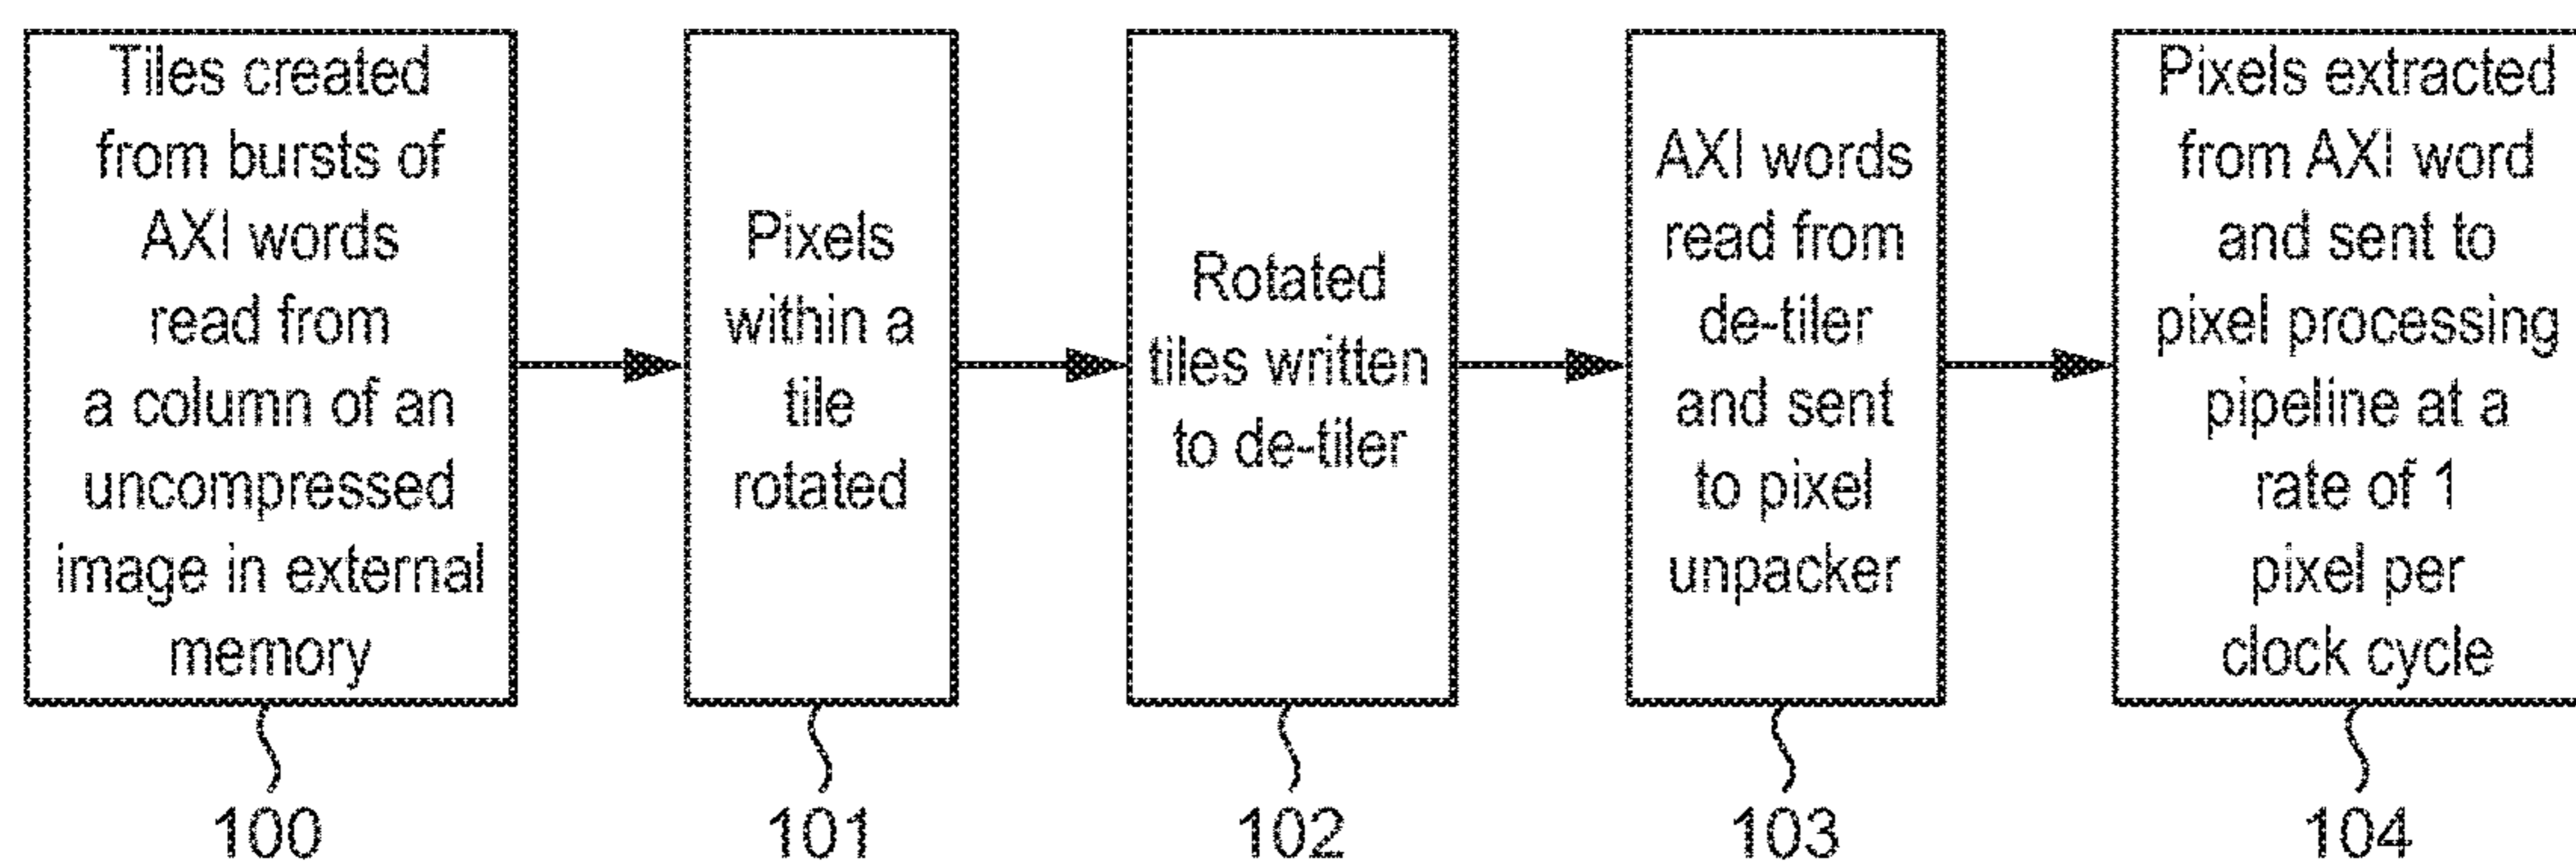 Tiles created
from bursts of
AXI words
read from
a column of an
uncompressed
image in external
memory
100
Pixels
within a
tile
rotated
101
Rotated
tiles written
to de-tiler
102
AXI words
read from
de-tiler
and sent
to pixel
unpacker
103
Pixels extracted
from AXI word
and sent to
pixel processing
pipeline at a
rate of 1
pixel per
clock cycle
104